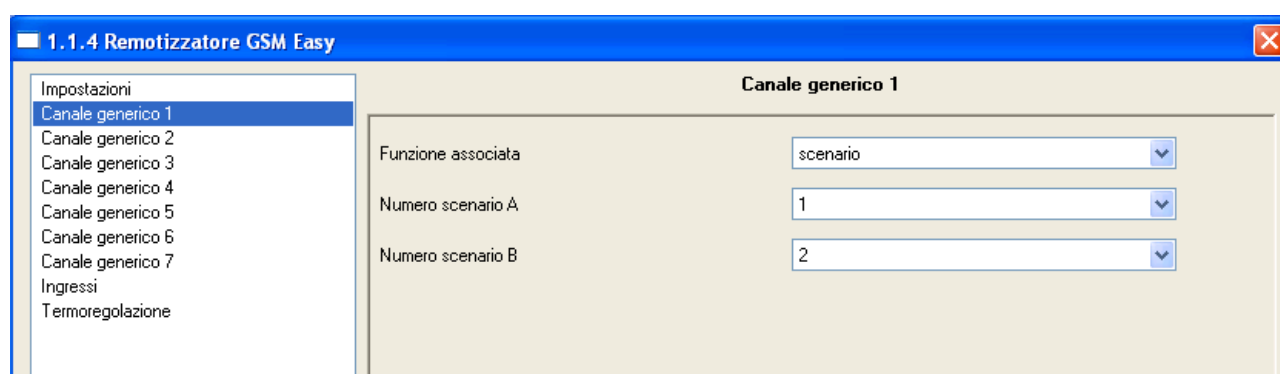 1.1.4 Remotizzatore GSM Easy
Impostazioni
Canale generico 1
Canale generico 2
Canale generico 3
Canale generico 4
Canale generico 5
Canale generico 6
Canale generico 7
Ingressi
Termoregolazione
Canale generico 1
Funzione associata
scenario
Numero scenario A
1
Numero scenario B
2